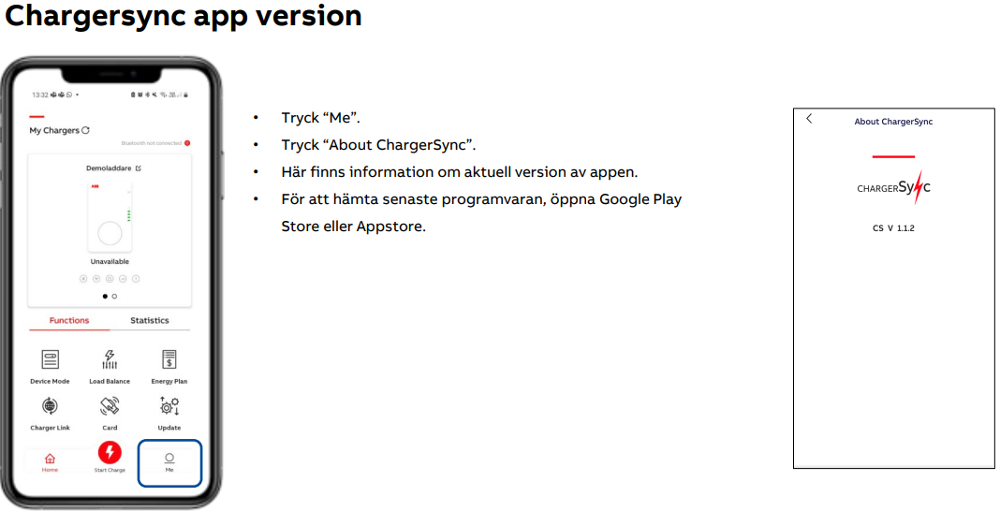 Chargersync app version
13:32
My Chargers
Bluetooth not connected
Demoladdare
ABB
Unavailable
Functions Statistics
Device Mode Load Balance Energy Plan
Charger Link Card Update
Home Start Charge Me
• Tryck “Me”.
• Tryck “About ChargerSync”.
• Här finns information om aktuell version av appen.
• För att hämta senaste programvaran, öppna Google Play
Store eller Appstore.
About ChargerSync
CHARGERSync
CS V 1.1.2